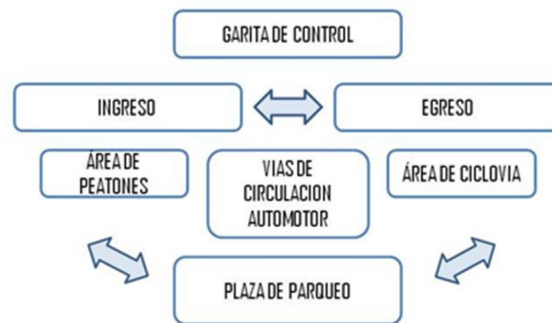 GARITA DE CONTROL
INGRESO
EGRESO
ÁREA DE
PEATONES
VIAS DE
CIRCULACION
AUTOMOTOR
ÁREA DE CICLOVIA
PLAZA DE PARQUEO